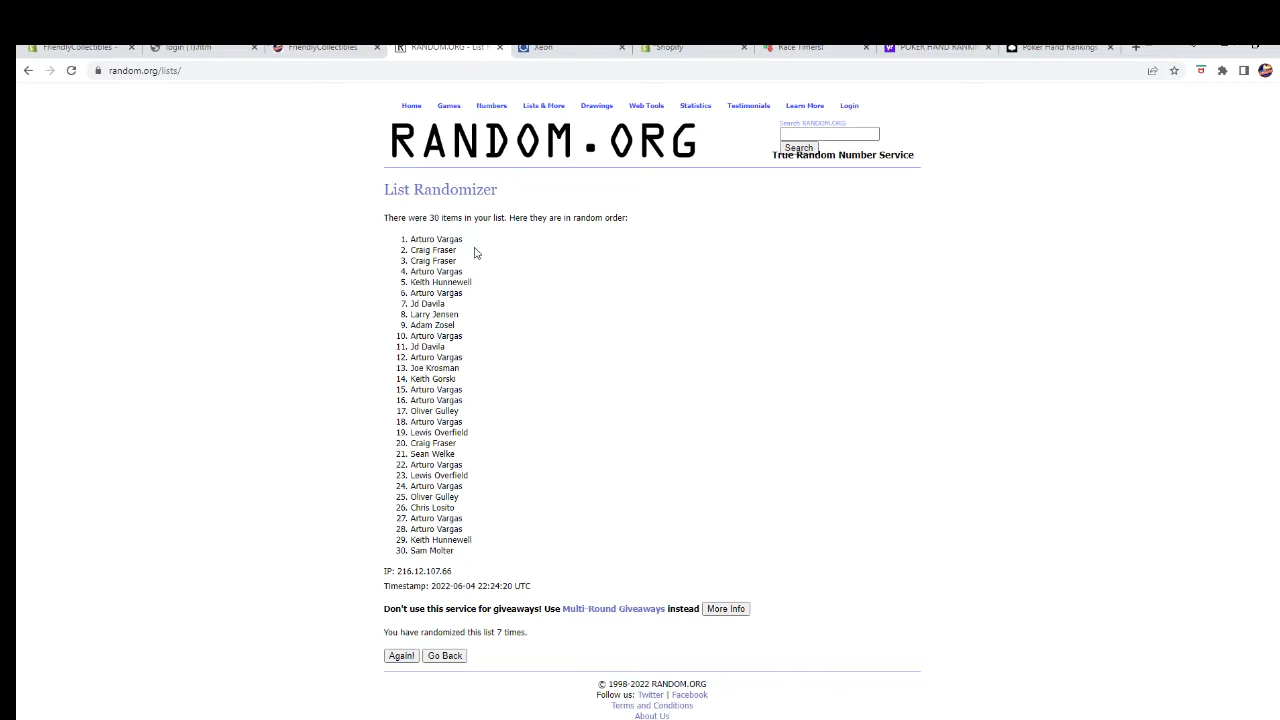 FriendlyCollectibles –
login (1).htm
FriendlyCollectibles
RANDOM.ORG - List
Xeon
Shopify
Race Timers!
Poker Hand Rankings
random.org/lists/
Home Games Numbers Lists & More Drawings Web Tools Statistics Testimonials Learn More Login
RANDOM.ORG
Search RANDOM.ORG
Search
True Random Number Service
List Randomizer
There were 30 items in your list. Here they are in random order:
1. Arturo Vargas
2. Craig Fraser
3. Craig Fraser
4. Arturo Vargas
5. Keith Hunnewell
6. Arturo Vargas
7. Jd Davila
8. Larry Jensen
9. Adam Zosel
10. Arturo Vargas
11. Jd Davila
12. Arturo Vargas
13. Joe Krosman
14. Keith Gorski
15. Arturo Vargas
16. Arturo Vargas
17. Oliver Gulley
18. Arturo Vargas
19. Lewis Overfield
20. Craig Fraser
21. Sean Welke
22. Arturo Vargas
23. Lewis Overfield
24. Arturo Vargas
25. Oliver Gulley
26. Chris Losito
27. Arturo Vargas
28. Arturo Vargas
29. Keith Hunnewell
30. Sam Molter
IP: 216.12.107.66
Timestamp: 2022-06-04 22:24:20 UTC
Don't use this service for giveaways! Use Multi-Round Giveaways instead More Info
You have randomized this list 7 times.
Again! Go Back
© 1998-2022 RANDOM.ORG
Follow us: Twitter | Facebook
Terms and Conditions
About Us